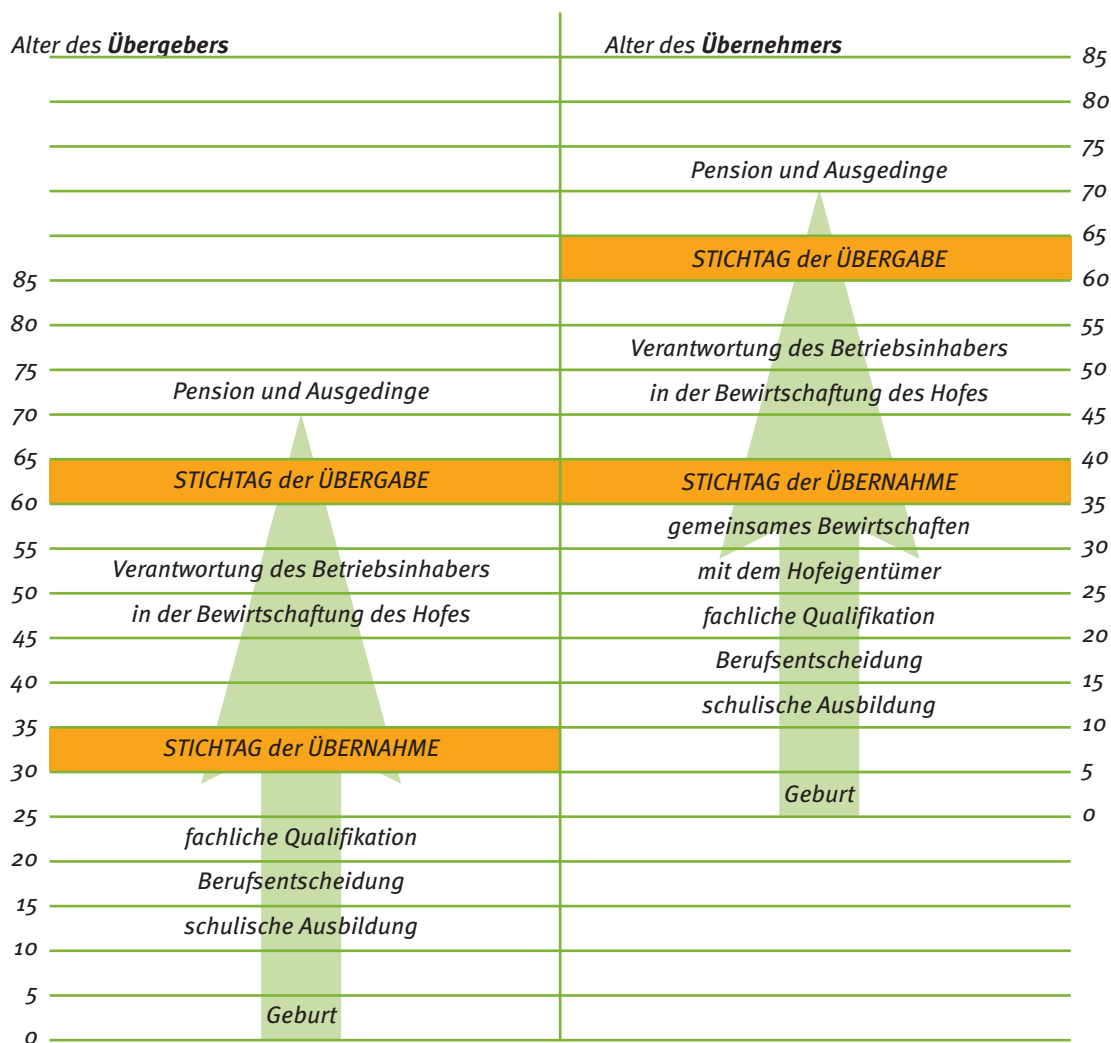 Alter des Übergebers
Alter des Übernehmers
85
80
75
Pension und Ausgedinge
70
65
STICHTAG der ÜBERGABE
85
60
80
55
Verantwortung des Betriebsinhabers
75
50
Pension und Ausgedinge
in der Bewirtschaftung des Hofes
70
45
65
40
STICHTAG der ÜBERGABE
STICHTAG der ÜBERNAHME
60
35
gemeinsames Bewirtschaften
55
30
Verantwortung des Betriebsinhabers
mit dem Hofeigentümer
50
25
in der Bewirtschaftung des Hofes
fachliche Qualifikation
45
20
Berufsentscheidung
40
15
schulische Ausbildung
35
10
STICHTAG der ÜBERNAHME
30
5
Geburt
25
0
fachliche Qualifikation
20
Berufsentscheidung
15
schulische Ausbildung
10
5
Geburt
0